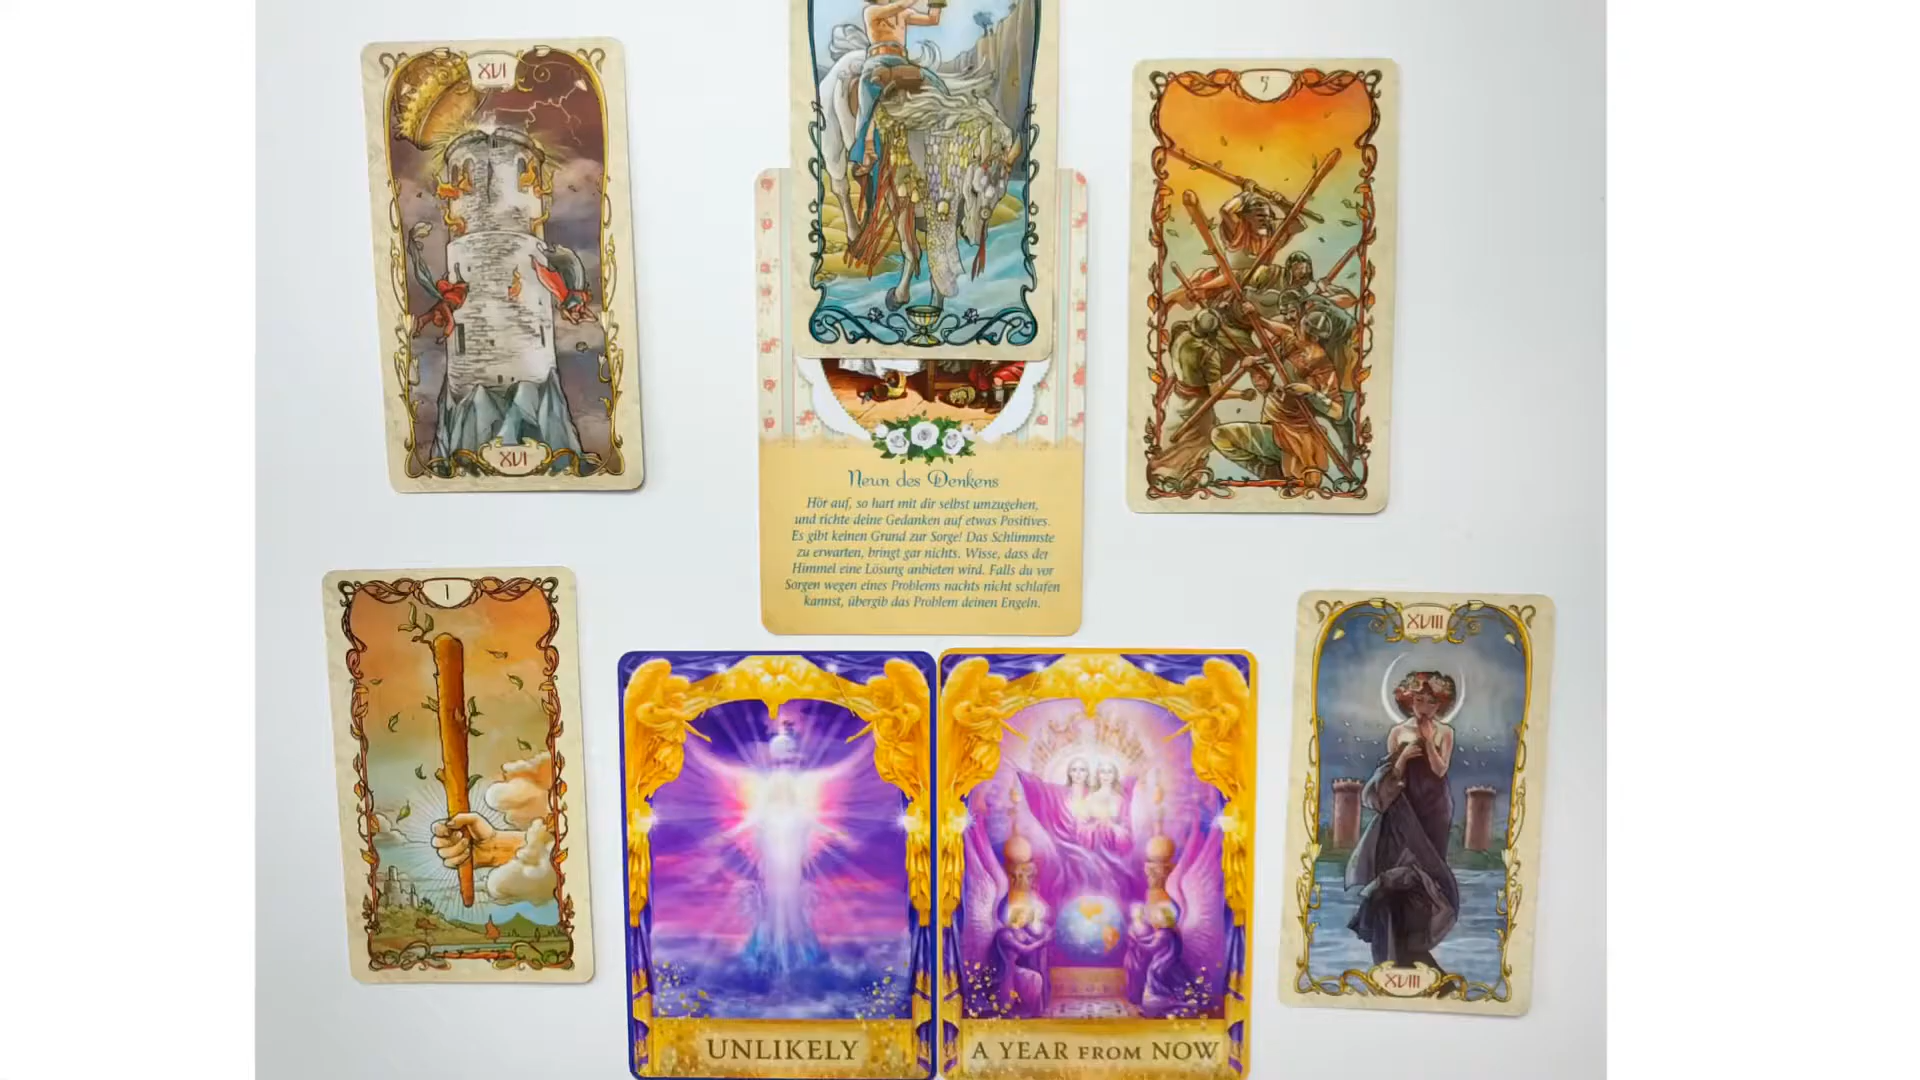 XVI
5
XVI
Neun des Denkens
Hör auf, so hart mit dir selbst umzugehen,
und richte deine Gedanken auf etwas Positives.
Es gibt keinen Grund zur Sorge! Das Schlimmste
zu erwarten, bringt gar nichts. Wisse, dass der
Himmel eine Lösung anbieten wird. Falls du vor
Sorgen wegen eines Problems nachts nicht schlafen
kannst, übergib das Problem deinen Engeln.
1
XVIII
XVIII
UNLIKELY
A YEAR FROM NOW